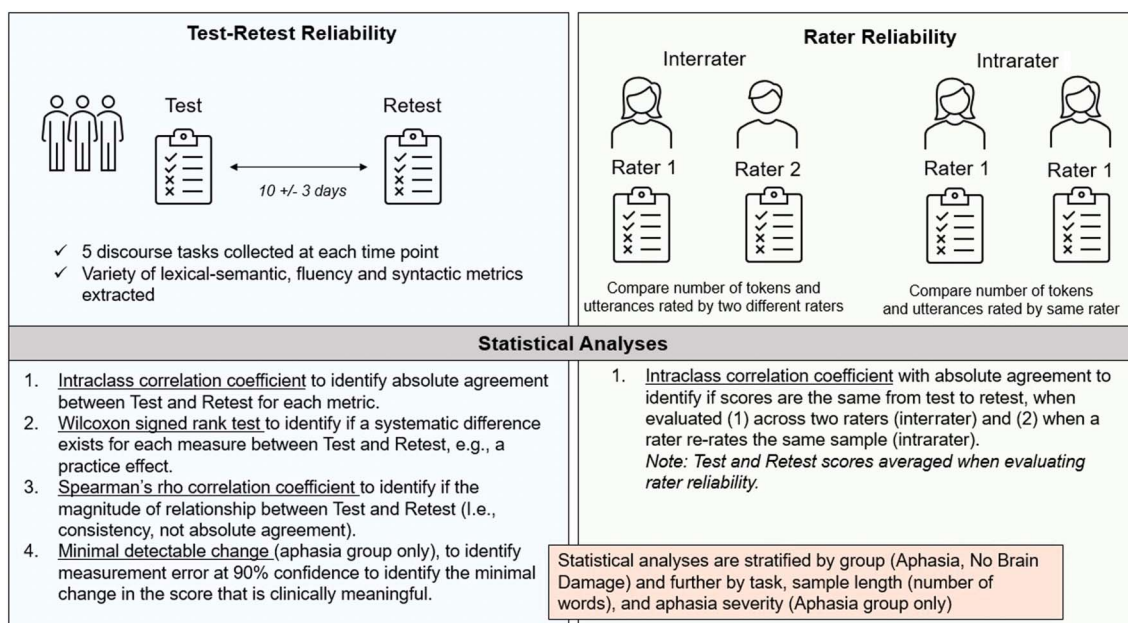 Test-Retest Reliability
Test
Retest
10 +/- 3 days
✓ 5 discourse tasks collected at each time point
✓ Variety of lexical-semantic, fluency and syntactic metrics
extracted
Rater Reliability
Interrater
Intrarater
Rater 1
Rater 2
Rater 1
Rater 1
Compare number of tokens and
utterances rated by two different raters
Compare number of tokens
and utterances rated by same rater
Statistical Analyses
1. Intraclass correlation coefficient to identify absolute agreement
between Test and Retest for each metric.
2. Wilcoxon signed rank test to identify if a systematic difference
exists for each measure between Test and Retest, e.g., a
practice effect.
3. Spearman's rho correlation coefficient to identify if the
magnitude of relationship between Test and Retest (I.e.,
consistency, not absolute agreement).
4. Minimal detectable change (aphasia group only), to identify
measurement error at 90% confidence to identify the minimal
change in the score that is clinically meaningful.
1. Intraclass correlation coefficient with absolute agreement to
identify if scores are the same from test to retest, when
evaluated (1) across two raters (interrater) and (2) when a
rater re-rates the same sample (intrarater).
Note: Test and Retest scores averaged when evaluating
rater reliability.
Statistical analyses are stratified by group (Aphasia, No Brain
Damage) and further by task, sample length (number of
words), and aphasia severity (Aphasia group only)